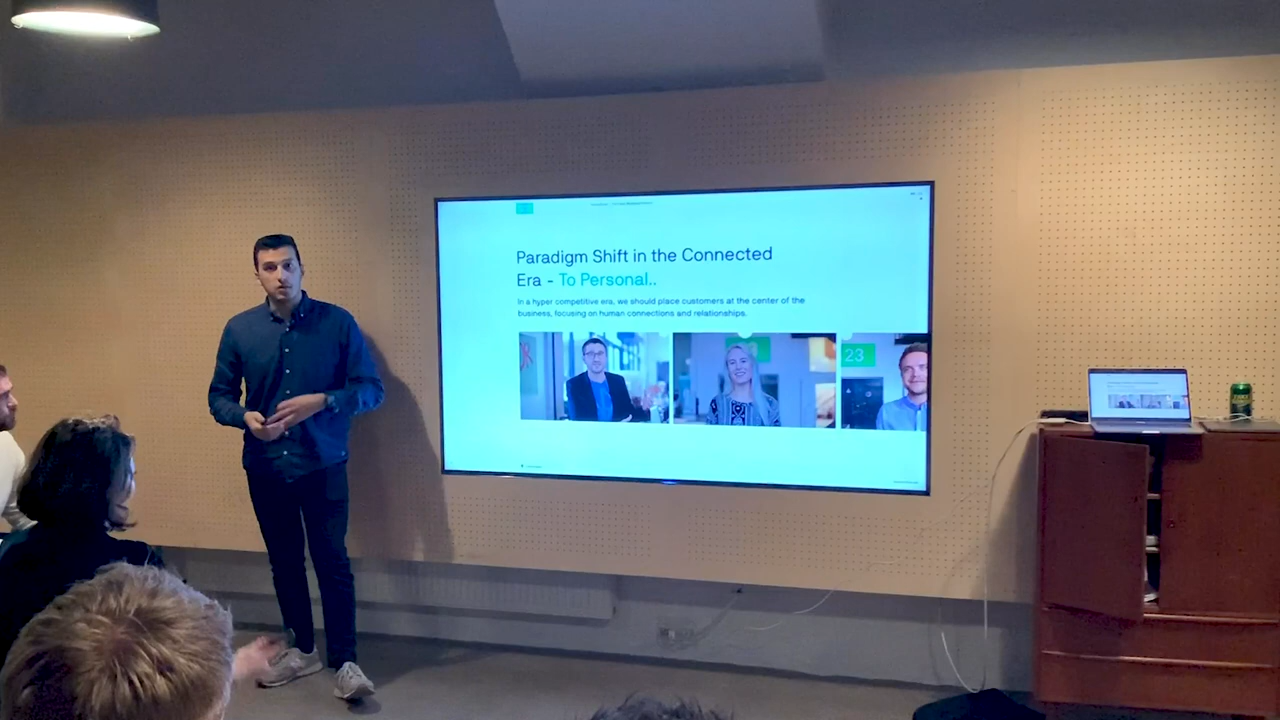 Paradigm Shift in the Connected
Era - To Personal..
In a hyper competitive era, we should place customers at the center of the
business, focusing on human connections and relationships.
23